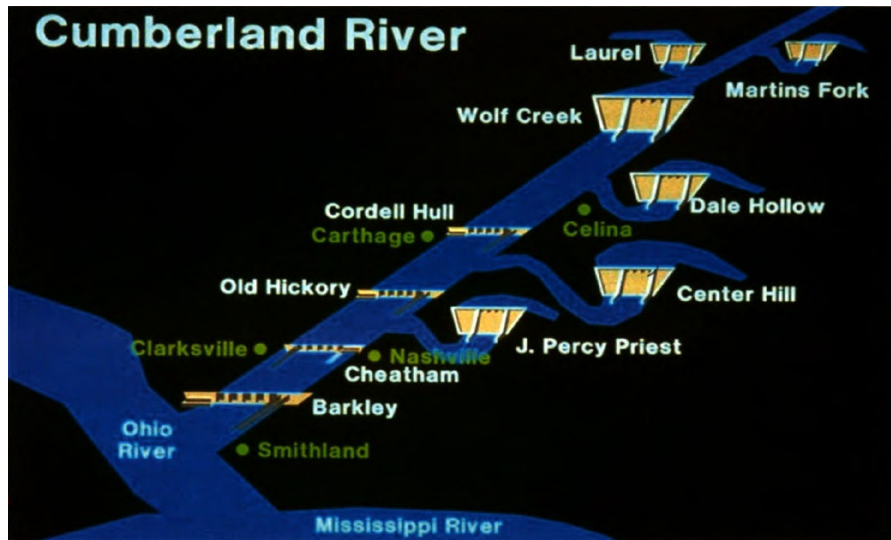 Cumberland River
Laurel
Martins Fork
Wolf Creek
Dale Hollow
Cordell Hull
Carthage
Celina
Old Hickory
Center Hill
J. Percy Priest
Clarksville
Nashville
Cheatham
Barkley
Ohio
River
Smithland
Mississippi River